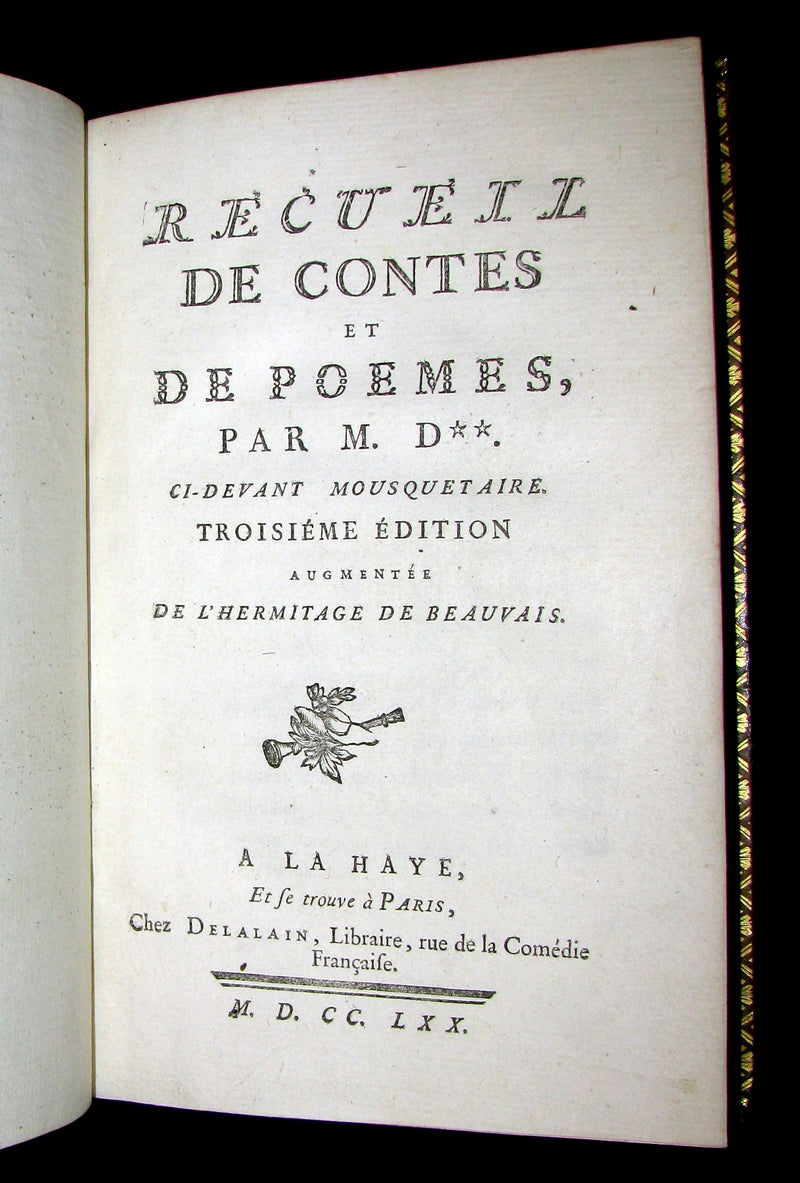 RECUEIL
DE CONTES
ET
DE POEMES,
PAR M. D**.
CI-DEVANT MOUSQUETAIRE.
TROISIÉME ÉDITION
AUGMENTÉE
DE L'HERMITAGE DE BEAUVAIS.
A LA HAYE,
Et ſe trouve à PARIS,
Chez DELALAIN, Libraire, rue de la Comédie
Françaiſe.
M. D. CC. LXX.